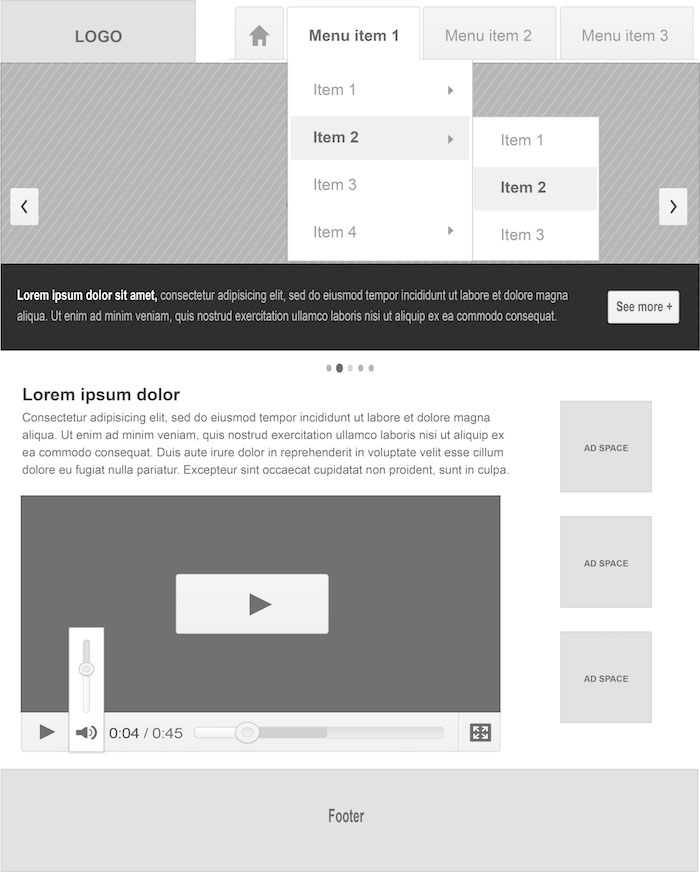 LOGO
Menu item 1
Menu item 2
Menu item 3
Item 1
Item 2
Item 3
Item 4
Item 1
Item 2
Item 3
Lorem ipsum dolor sit amet, consectetur adipisicing elit, sed do eiusmod tempor incididunt ut labore et dolore magna
aliqua. Ut enim ad minim veniam, quis nostrud exercitation ullamco laboris nisi ut aliquip ex ea commodo consequat.
See more +
Lorem ipsum dolor
Consectetur adipisicing elit, sed do eiusmod tempor incididunt ut labore et dolore magna
aliqua. Ut enim ad minim veniam, quis nostrud exercitation ullamco laboris nisi ut aliquip ex
ea commodo consequat. Duis aute irure dolor in reprehenderit in voluptate velit esse cillum
dolore eu fugiat nulla pariatur. Excepteur sint occaecat cupidatat non proident, sunt in culpa.
AD SPACE
AD SPACE
AD SPACE
0:04 / 0:45
Footer